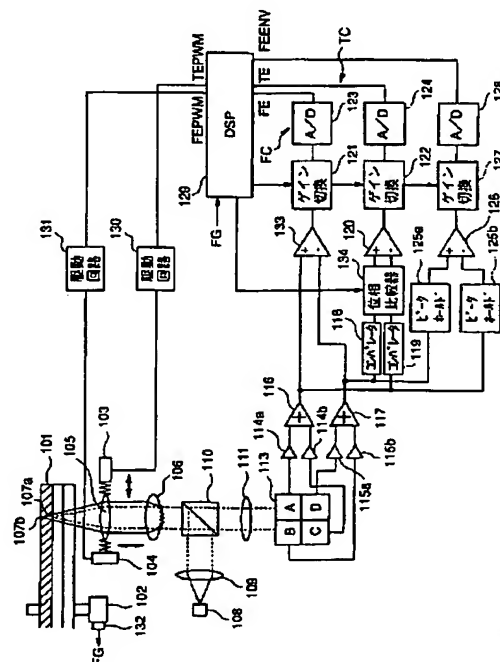 131
駆動
回路
130
駆動
回路
129
DSP
FEPWM
TEPWM
FE
TE
FEENV
FG
FC
TC
A/D
123
A/D
124
A/D
128
ゲイン
切換
121
ゲイン
切換
122
ゲイン
切換
127
133
+
-
120
+
-
126
+
-
134
位相
比較器
118
コンパレータ
119
コンパレータ
125a
ピーク
ホールド
125b
ピーク
ホールド
116
+
117
+
114a
114b
115a
115b
113
A
B
C
D
111
110
109
108
106
105
103
104
107a
107b
101
102
132
FG